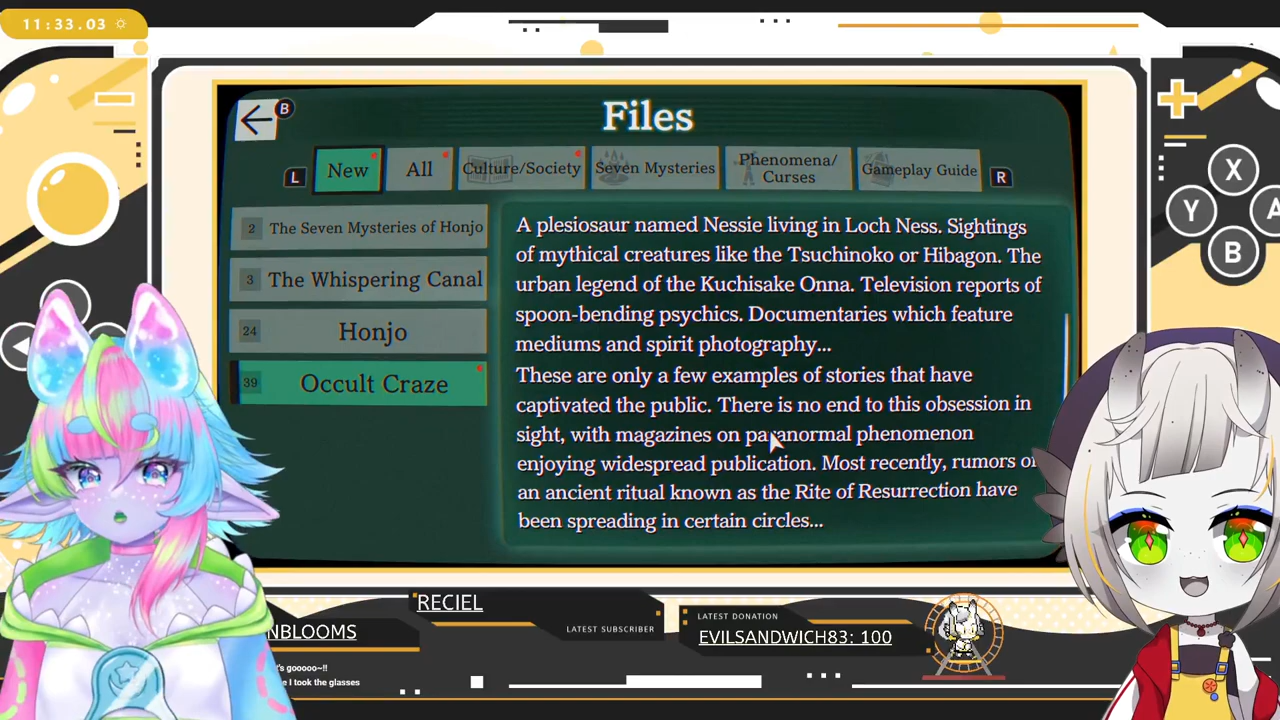 11:33.03
B
Files
L
New
All
Culture/Society
Seven Mysteries
Phenomena/
Curses
Gameplay Guide
R
2 The Seven Mysteries of Honjo
3 The Whispering Canal
24 Honjo
39 Occult Craze
A plesiosaur named Nessie living in Loch Ness. Sightings
of mythical creatures like the Tsuchinoko or Hibagon. The
urban legend of the Kuchisake Onna. Television reports of
spoon-bending psychics. Documentaries which feature
mediums and spirit photography...
These are only a few examples of stories that have
captivated the public. There is no end to this obsession in
sight, with magazines on paranormal phenomenon
enjoying widespread publication. Most recently, rumors of
an ancient ritual known as the Rite of Resurrection have
been spreading in certain circles...
X
Y
A
B
RECIEL
LATEST SUBSCRIBER
NBLOOMS
LATEST DONATION
EVILSANDWICH83: 100
's gooooo~!!
I took the glasses